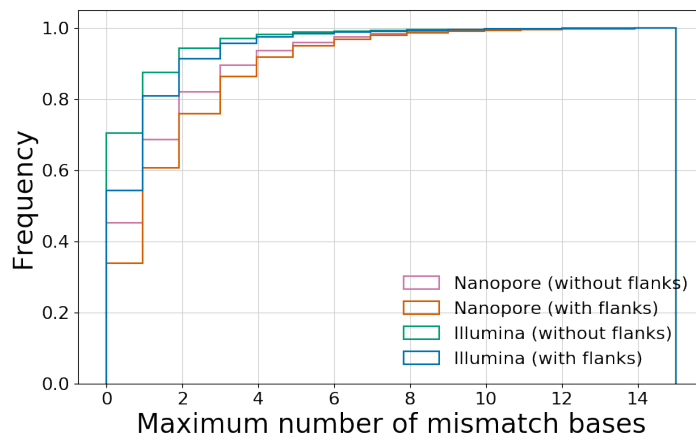 1.0
0.8
0.6
0.4
0.2
0.0
Frequency
Nanopore (without flanks)
Nanopore (with flanks)
Illumina (without flanks)
Illumina (with flanks)
0 2 4 6 8 10 12 14
Maximum number of mismatch bases